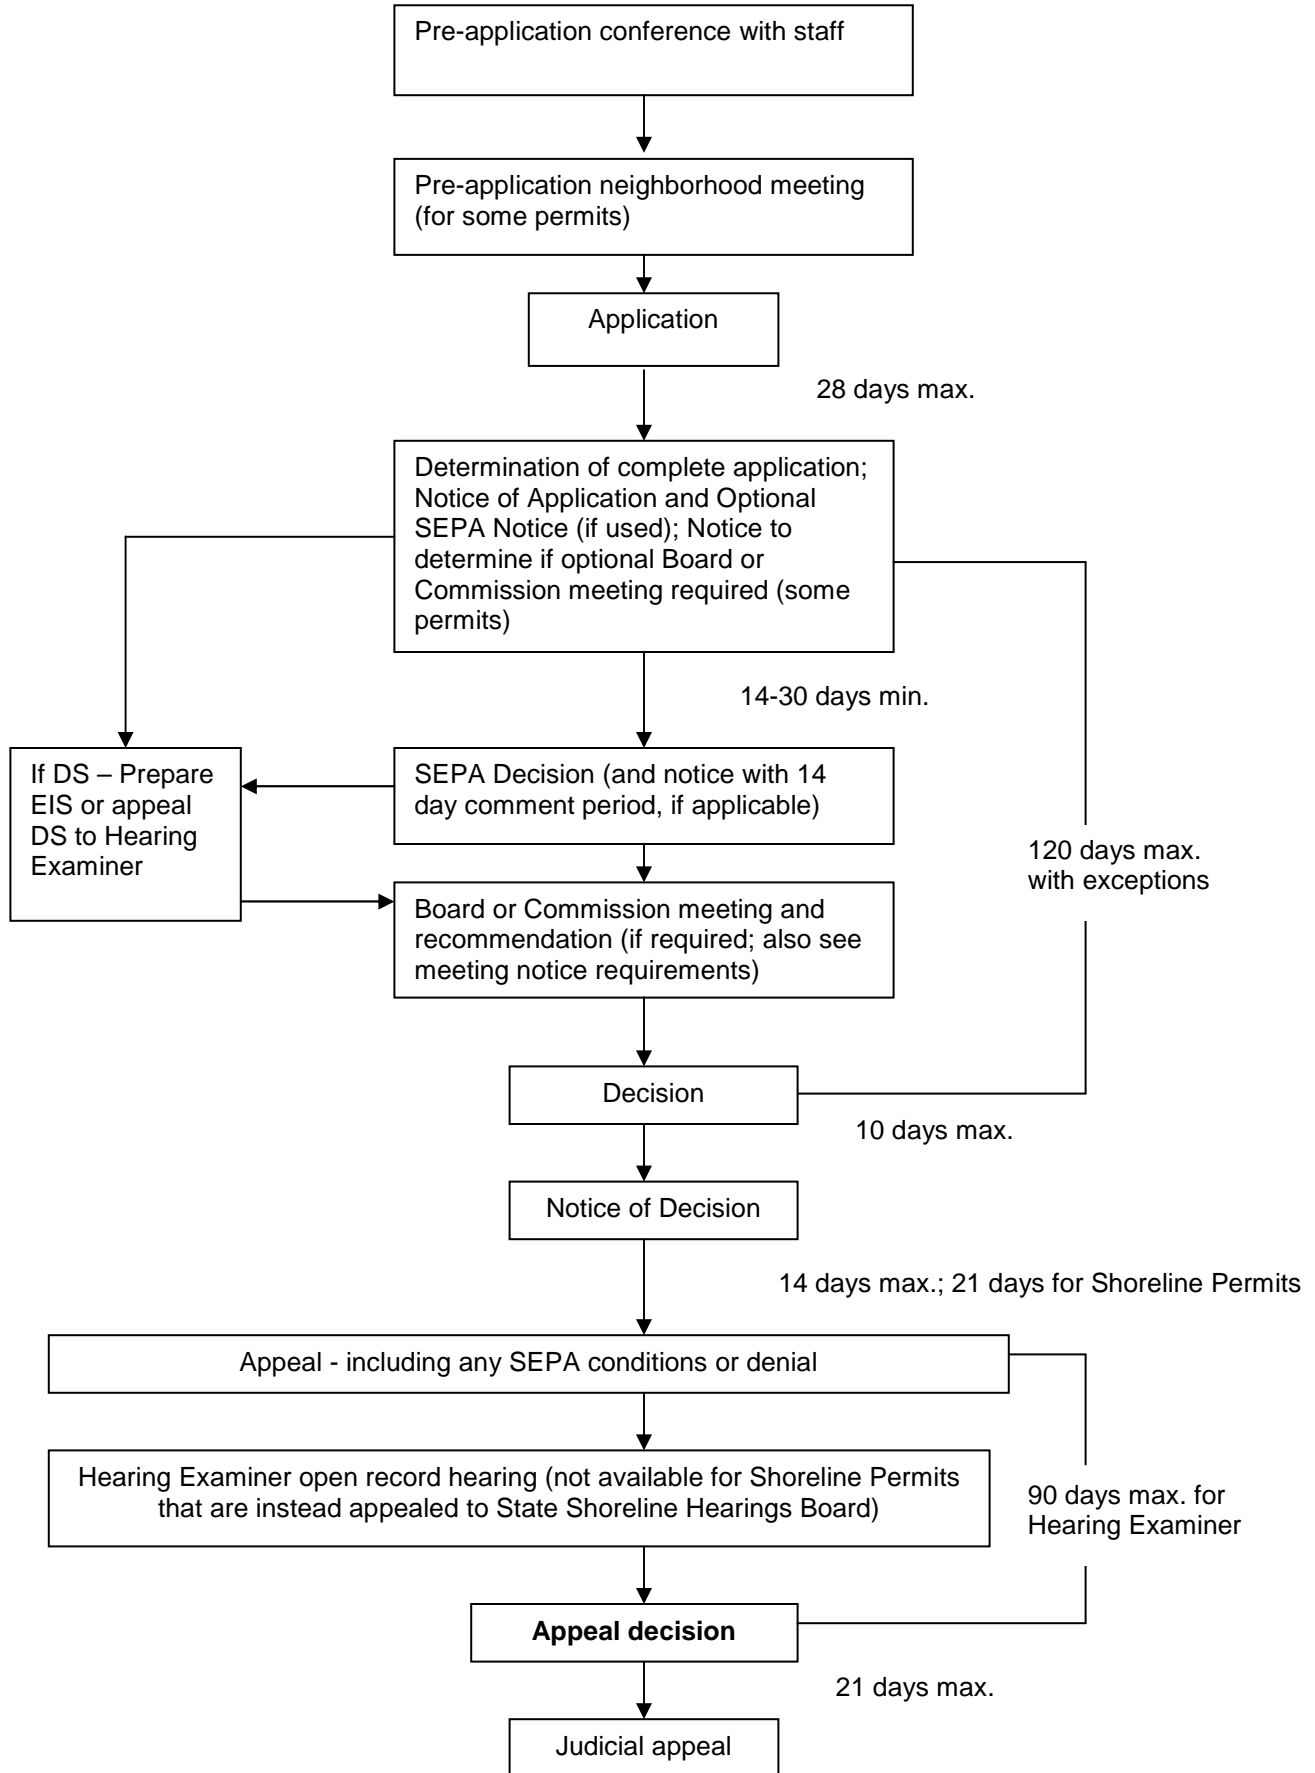 Pre-application conference with staff
Pre-application neighborhood meeting
(for some permits)
Application
28 days max.
Determination of complete application;
Notice of Application and Optional
SEPA Notice (if used); Notice to
determine if optional Board or
Commission meeting required (some
permits)
14-30 days min.
If DS – Prepare
EIS or appeal
DS to Hearing
Examiner
SEPA Decision (and notice with 14
day comment period, if applicable)
120 days max.
with exceptions
Board or Commission meeting and
recommendation (if required; also see
meeting notice requirements)
Decision
10 days max.
Notice of Decision
14 days max.; 21 days for Shoreline Permits
Appeal - including any SEPA conditions or denial
Hearing Examiner open record hearing (not available for Shoreline Permits
that are instead appealed to State Shoreline Hearings Board)
90 days max. for
Hearing Examiner
Appeal decision
21 days max.
Judicial appeal